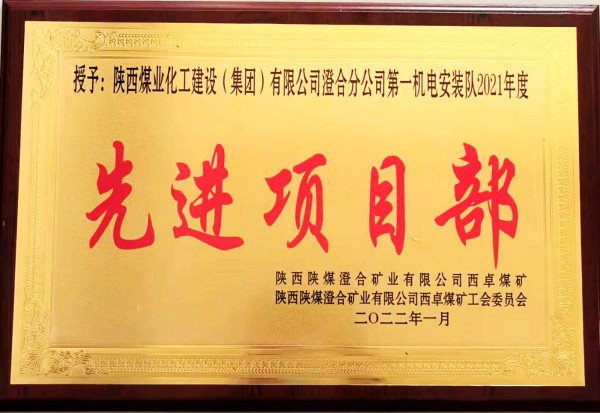 授予：陕西煤业化工建设（集团）有限公司澄合分公司第一机电安装队2021年度
先进项目部
陕西陕煤澄合矿业有限公司西卓煤矿
陕西陕煤澄合矿业有限公司西卓煤矿工会委员会
二〇二二年一月